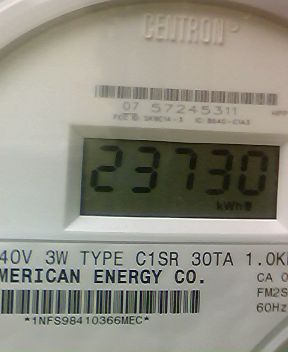 CENTRON
07 57245311
23730
kWh
40V 3W TYPE C1SR 30TA 1.0K
MERICAN ENERGY CO.
CA 0
FM2S
60Hz
*1NFS98410366MEC*